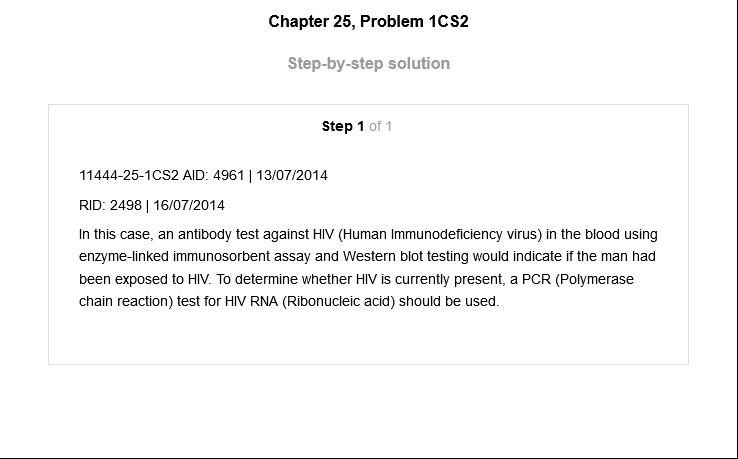 Chapter 25, Problem 1CS2
Step-by-step solution
Step 1 of 1
11444-25-1CS2 AID: 4961 | 13/07/2014
RID: 2498 | 16/07/2014
In this case, an antibody test against HIV (Human Immunodeficiency virus) in the blood using
enzyme-linked immunosorbent assay and Western blot testing would indicate if the man had
been exposed to HIV. To determine whether HIV is currently present, a PCR (Polymerase
chain reaction) test for HIV RNA (Ribonucleic acid) should be used.